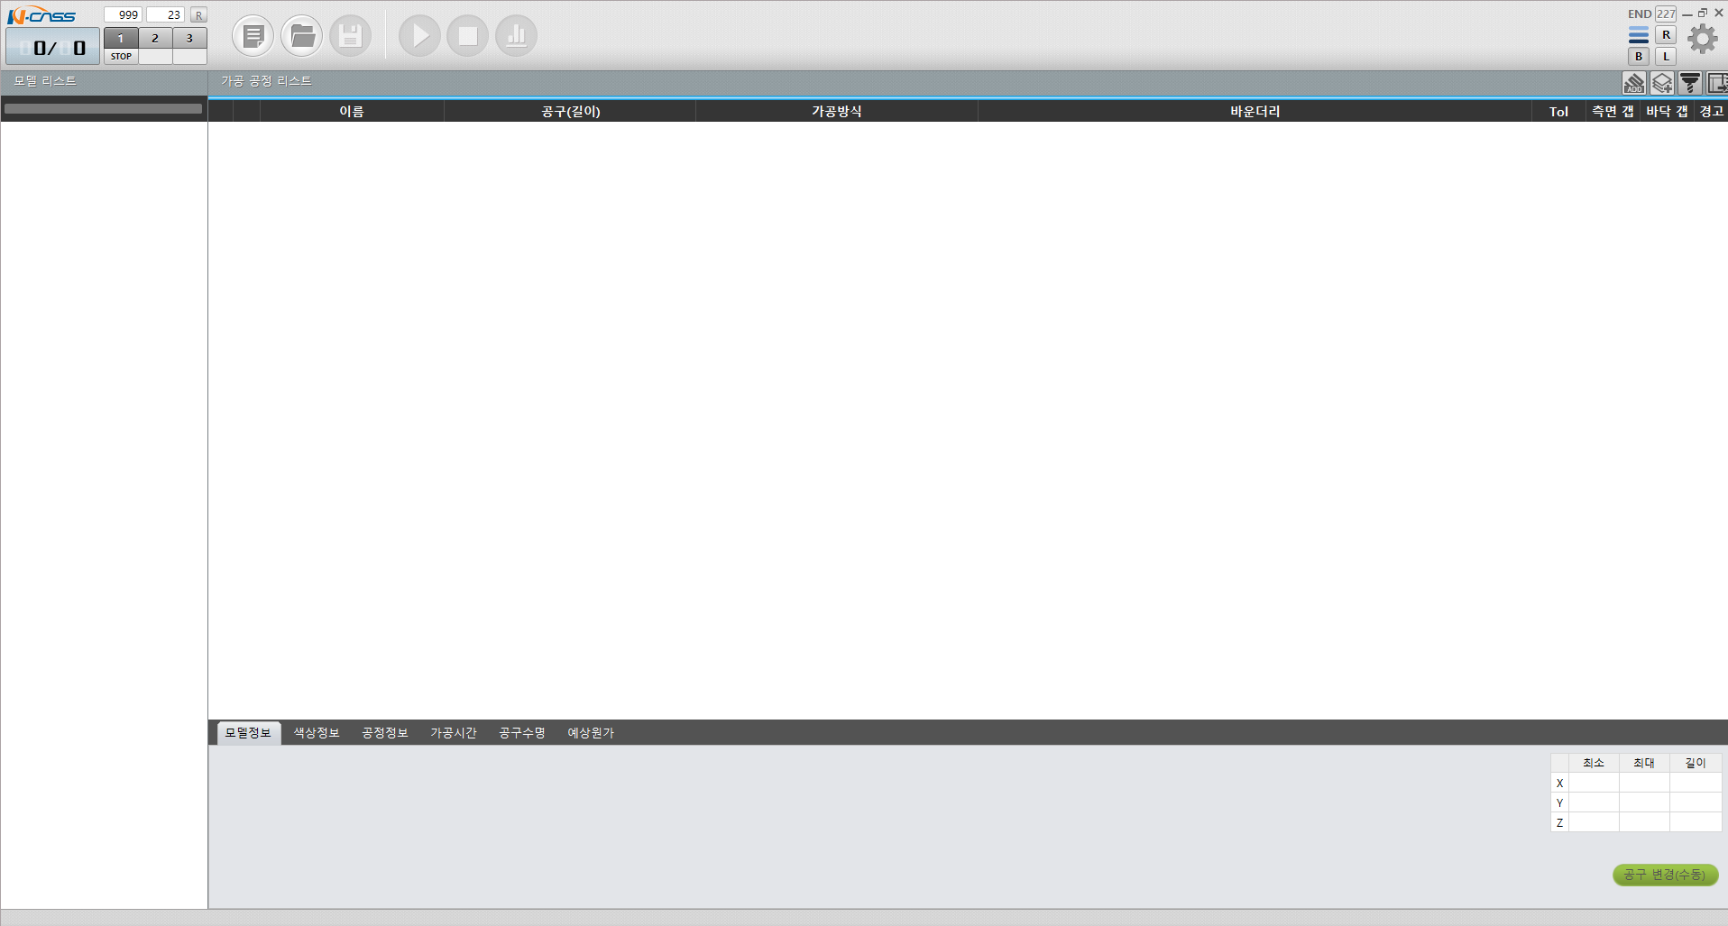 N-CASS
999 23 R
0/0
1 2 3
STOP
END 227
R
B L
모델 리스트
가공 공정 리스트
ADD
이름 공구(길이) 가공방식 바운더리 Tol 측면 갭 바닥 갭 경고
모델정보 색상정보 공정정보 가공시간 공구수명 예상원가
최소 최대 길이
X
Y
Z
공구 변경(수동)